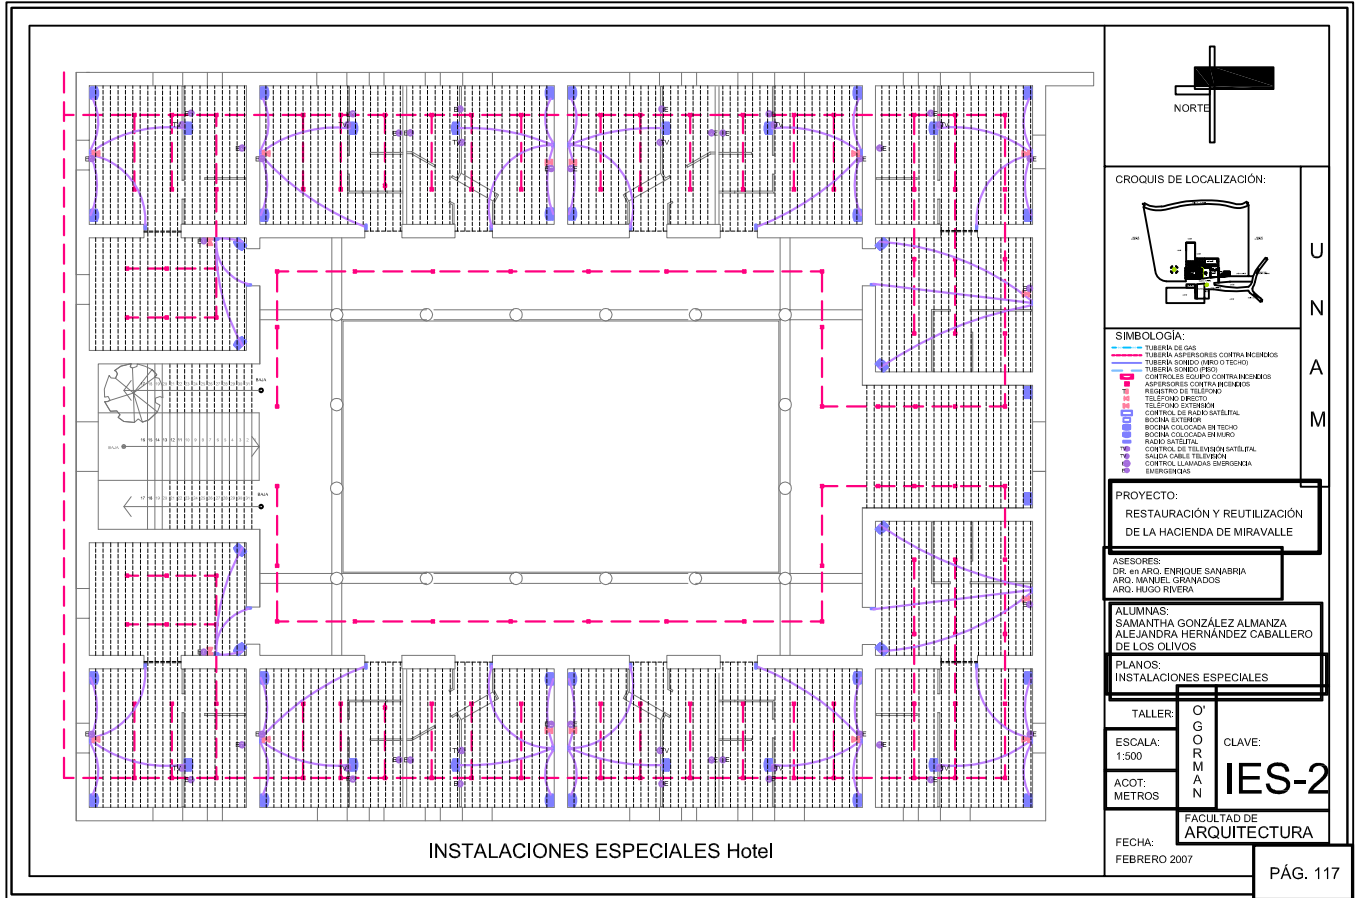 NORTE
CROQUIS DE LOCALIZACIÓN:
U
N
A
M
SIMBOLOGÍA:
TUBERÍA DE GAS
TUBERÍA ASPERSORES CONTRA INCENDIOS
TUBERÍA SONIDO (MIRO O TECHO)
TUBERÍA SONIDO (PISO)
CONTROLES EQUIPO CONTRA INCENDIOS
ASPERSORES CONTRA INCENDIOS
REGISTRO DE TELÉFONO
TELÉFONO DIRECTO
TELÉFONO EXTENSIÓN
CONTROL DE RADIO SATÉLITAL
BOCINA EXTERIOR
BOCINA COLOCADA EN TECHO
BOCINA COLOCADA EN MURO
RADIO SATÉLITAL
CONTROL DE TELEVISIÓN SATÉLITAL
SALIDA CABLE TELEVISIÓN
CONTROL LLAMADAS EMERGENCIA
EMERGENCIAS
PROYECTO:
RESTAURACIÓN Y REUTILIZACIÓN
DE LA HACIENDA DE MIRAVALLE
ASESORES:
DR. en ARQ. ENRIQUE SANABRIA
ARQ. MANUEL GRANADOS
ARQ. HUGO RIVERA
ALUMNAS:
SAMANTHA GONZÁLEZ ALMANZA
ALEJANDRA HERNÁNDEZ CABALLERO
DE LOS OLIVOS
PLANOS:
INSTALACIONES ESPECIALES
TALLER:
O'GORMAN
ESCALA:
1:500
CLAVE:
IES-2
ACOT:
METROS
FACULTAD DE
ARQUITECTURA
FECHA:
FEBRERO 2007
PÁG. 117
BAJA
BAJA
BAJA
INSTALACIONES ESPECIALES Hotel